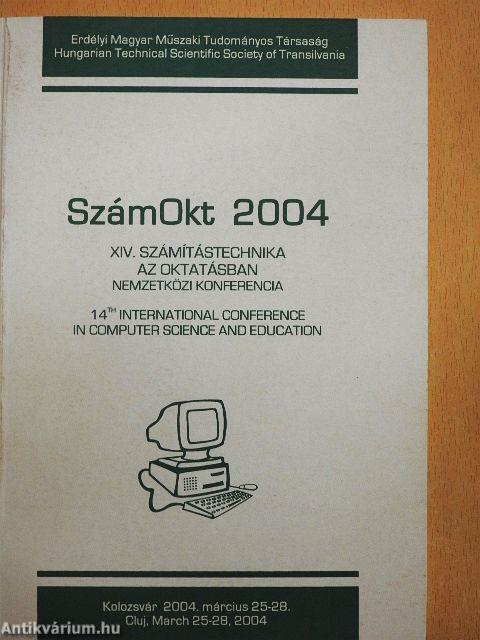 Erdélyi Magyar Műszaki Tudományos Társaság
Hungarian Technical Scientific Society of Transilvania
SzámOkt 2004
XIV. SZÁMÍTÁSTECHNIKA
AZ OKTATÁSBAN
NEMZETKÖZI KONFERENCIA
14TH INTERNATIONAL CONFERENCE
IN COMPUTER SCIENCE AND EDUCATION
Kolozsvár 2004. március 25-28.
Cluj, March 25-28, 2004
Antikvárium.hu